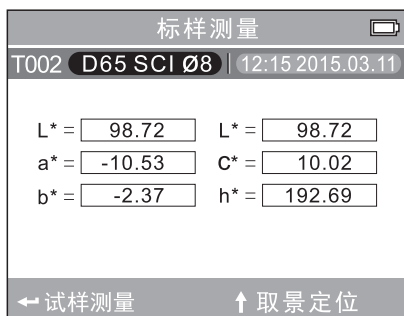 标样测量
T002 D65 SCI Ø8 12:15 2015.03.11
L* = 98.72 L* = 98.72
a* = -10.53 C* = 10.02
b* = -2.37 h* = 192.69
试样测量 取景定位